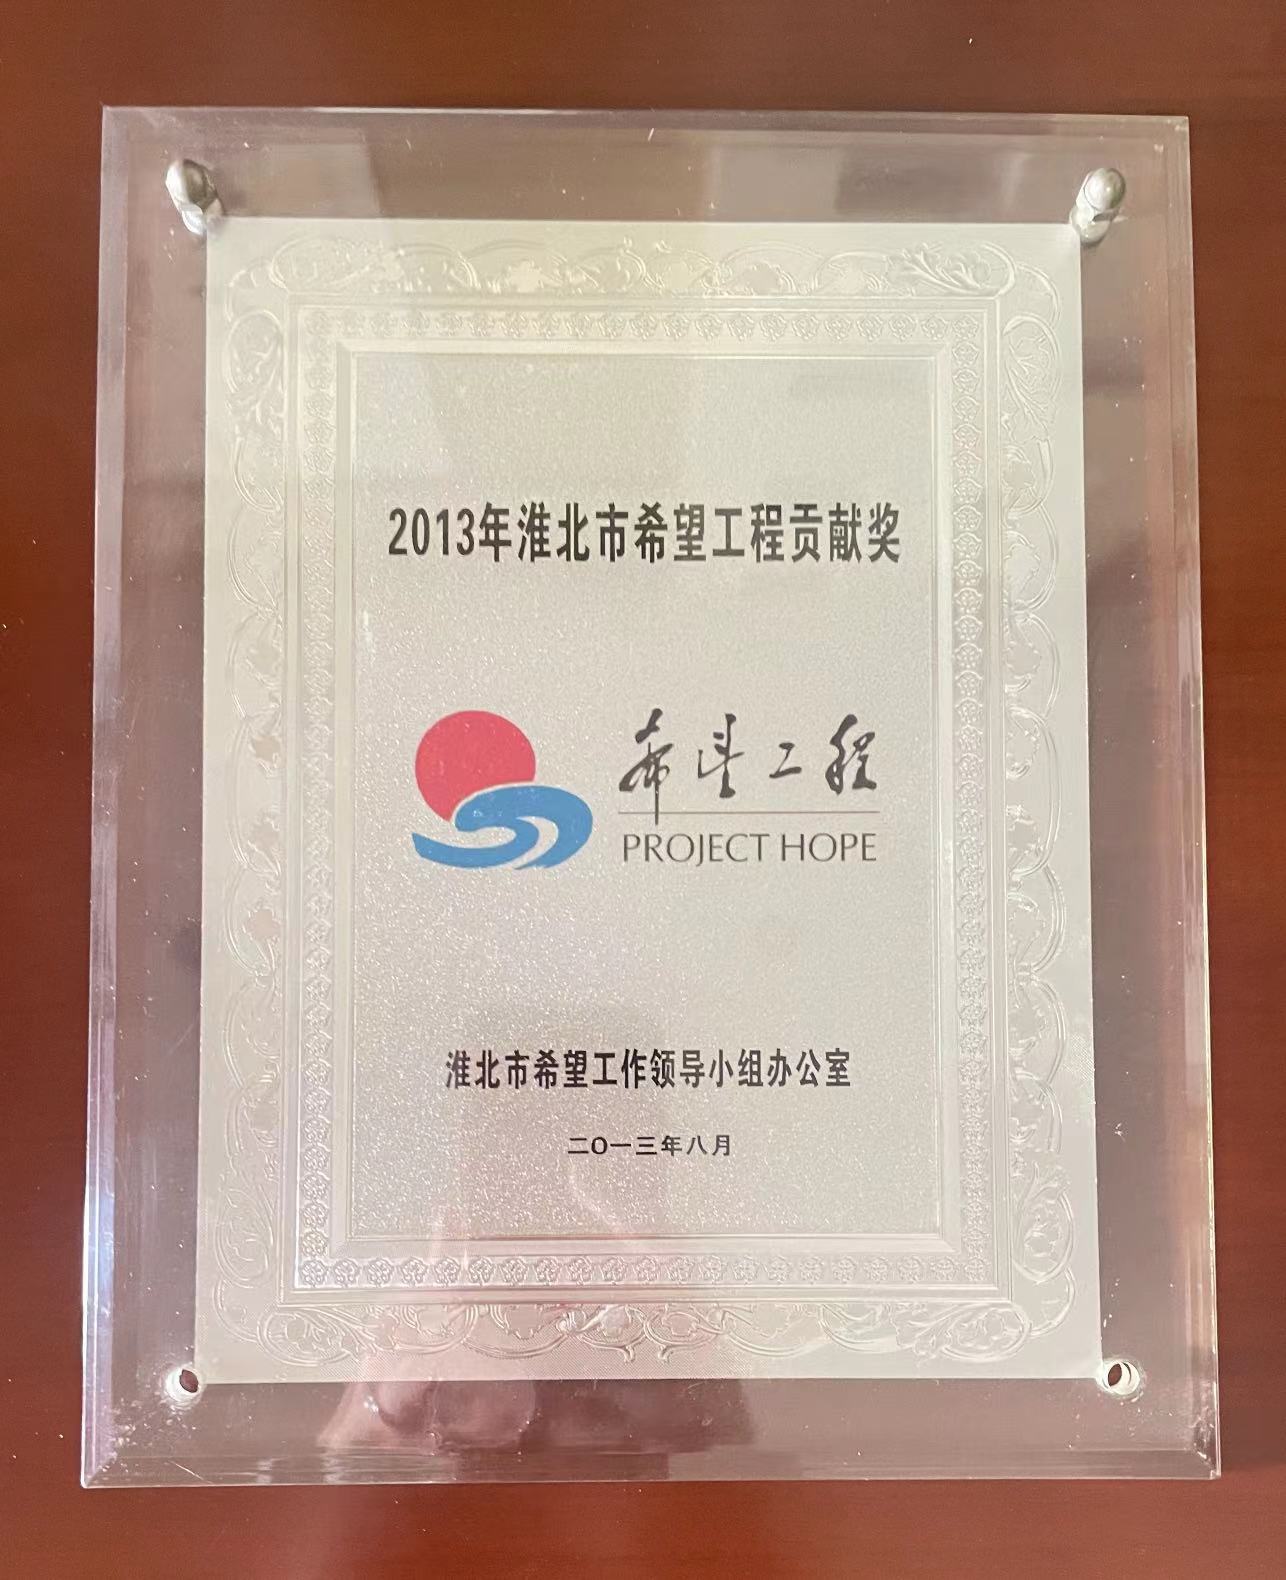 2013年淮北市希望工程贡献奖
希望工程
PROJECT HOPE
淮北市希望工作领导小组办公室
二〇一三年八月